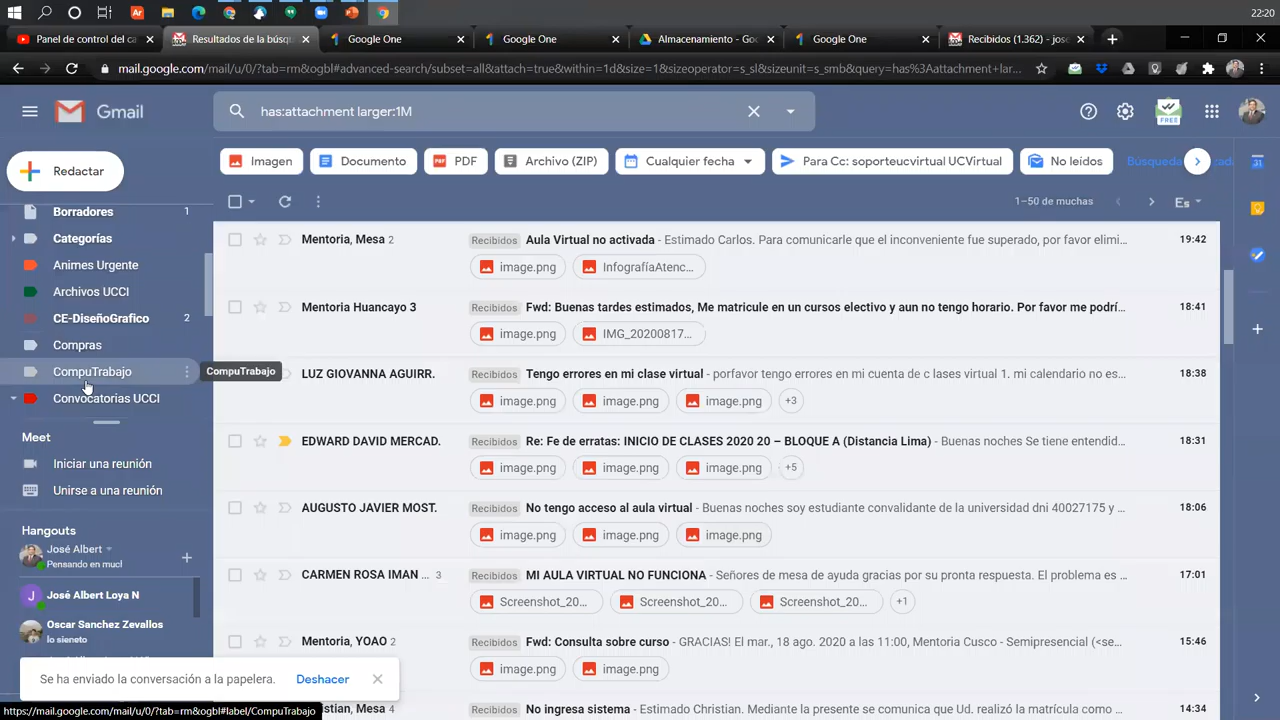 22:20
Panel de control del ca
Resultados de la búsq
Google One
Google One
Almacenamiento - Goo
Google One
Recibidos (1.362) - jose
mail.google.com/mail/u/0/?tab=rm&ogbl#advanced-search/subset=all&attach=true&within=1d&size=1&sizeoperator=s_sl&sizeunit=s_smb&query=has%3Aattachment+lar...
Gmail
has:attachment larger:1M
FREE
Redactar
Imagen
Documento
PDF
Archivo (ZIP)
Cualquier fecha
Para Cc: soporteucvirtual UCVirtual
No leídos
1–50 de muchas
Es
Borradores 1
Categorías
Animes Urgente
Archivos UCCI
CE-DiseñoGrafico 2
Compras
CompuTrabajo
CompuTrabajo
Convocatorias UCCI
Meet
Iniciar una reunión
Unirse a una reunión
Hangouts
José Albert
Pensando en mucl
José Albert Loya N
Oscar Sanchez Zevallos
lo sieneto
Mentoria, Mesa 2 Recibidos Aula Virtual no activada - Estimado Carlos. Para comunicarle que el inconveniente fue superado, por favor elimi... 19:42
image.png InfografíaAtenc...
Mentoria Huancayo 3 Recibidos Fwd: Buenas tardes estimados, Me matricule en un cursos electivo y aun no tengo horario. Por favor me podrí... 18:41
image.png IMG_20200817...
LUZ GIOVANNA AGUIRR. Recibidos Tengo errores en mi clase virtual - porfavor tengo errores en mi cuenta de c lases virtual 1. mi calendario no es... 18:38
image.png image.png image.png +3
EDWARD DAVID MERCAD. Recibidos Re: Fe de erratas: INICIO DE CLASES 2020 20 – BLOQUE A (Distancia Lima) - Buenas noches Se tiene entendid... 18:31
image.png image.png image.png +5
AUGUSTO JAVIER MOST. Recibidos No tengo acceso al aula virtual - Buenas noches soy estudiante convalidante de la universidad dni 40027175 y ... 18:06
image.png image.png image.png
CARMEN ROSA IMAN ... 3 Recibidos MI AULA VIRTUAL NO FUNCIONA - Señores de mesa de ayuda gracias por su pronta respuesta. El problema es ... 17:01
Screenshot_20... Screenshot_20... Screenshot_20... +1
Mentoria, YOAO 2 Recibidos Fwd: Consulta sobre curso - GRACIAS! El mar., 18 ago. 2020 a las 11:00, Mentoria Cusco - Semipresencial (<se... 15:46
image.png image.png
istian, Mesa 4 Recibidos No ingresa sistema - Estimado Christian. Mediante la presente se comunica que Ud. realizó la matrícula como ... 14:34
Se ha enviado la conversación a la papelera. Deshacer
https://mail.google.com/mail/u/0/?tab=rm&ogbl#label/CompuTrabajo